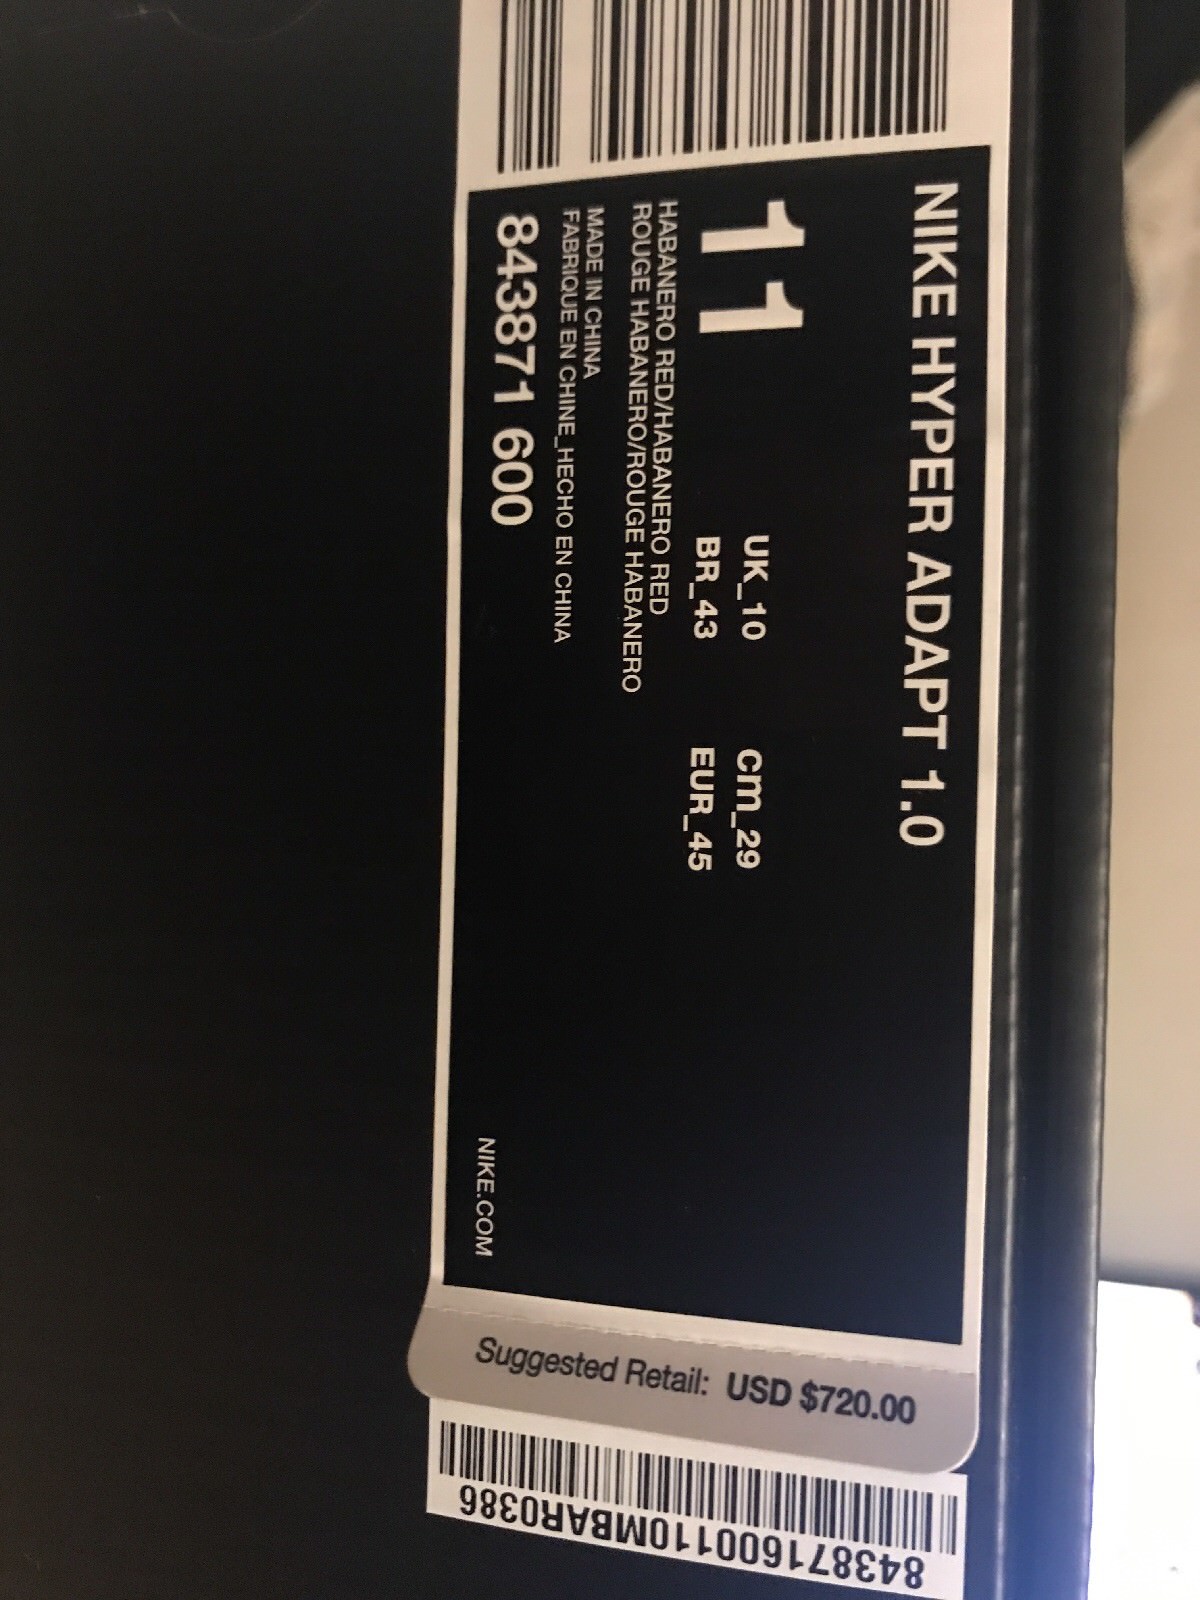 NIKE HYPER ADAPT 1.0
11
UK_10 cm_29
BR_43 EUR_45
HABANERO RED/HABANERO RED
ROUGE HABANERO/ROUGE HABANERO
MADE IN CHINA
FABRIQUE EN CHINE_HECHO EN CHINA
843871 600
NIKE.COM
Suggested Retail: USD $720.00
843871600110MBAR0386